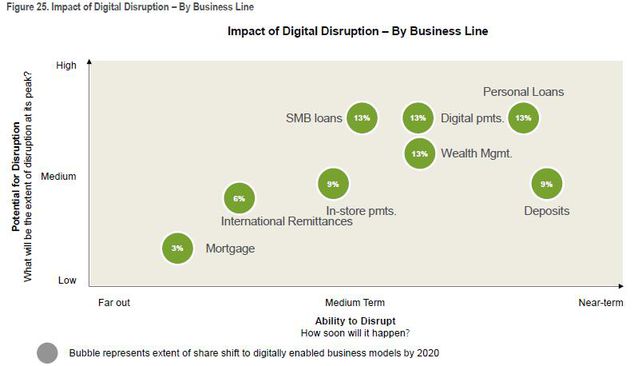 Figure 25. Impact of Digital Disruption – By Business Line
Impact of Digital Disruption – By Business Line
High
Medium
Low
Potential for Disruption
What will be the extent of disruption at its peak?
Personal Loans
SMB loans
13%
13%
Digital pmts.
13%
13%
Wealth Mgmt.
9%
In-store pmts.
9%
Deposits
6%
International Remittances
3%
Mortgage
Far out
Medium Term
Near-term
Ability to Disrupt
How soon will it happen?
Bubble represents extent of share shift to digitally enabled business models by 2020